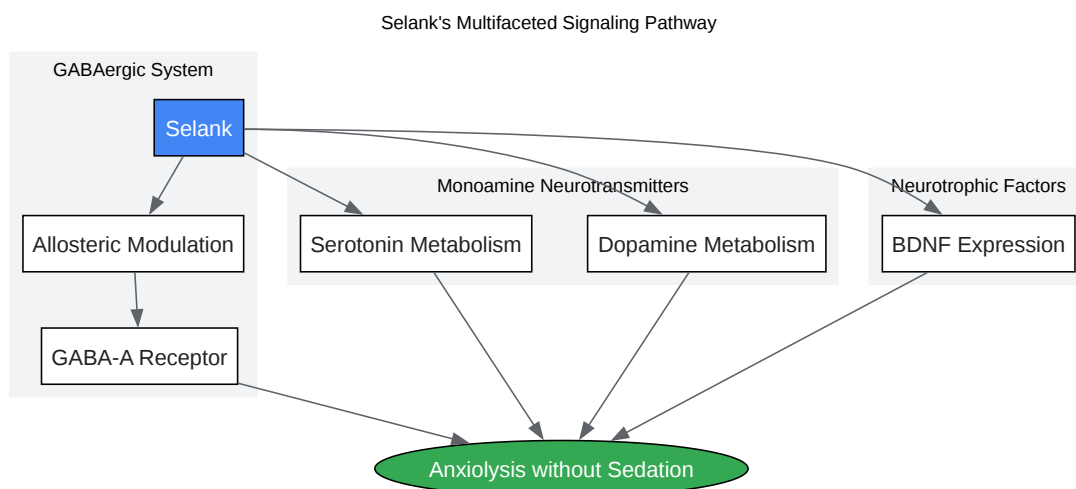 Selank's Multifaceted Signaling Pathway
GABAergic System
Selank
Monoamine Neurotransmitters
Neurotrophic Factors
Allosteric Modulation
Serotonin Metabolism
Dopamine Metabolism
BDNF Expression
GABA-A Receptor
Anxiolysis without Sedation